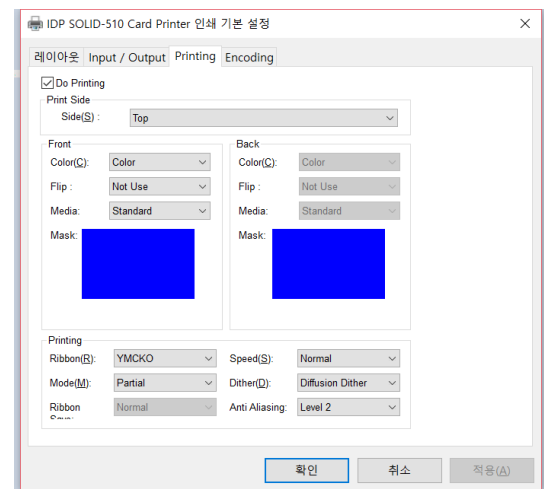 IDP SOLID-510 Card Printer 인쇄 기본 설정
레이아웃 Input / Output Printing Encoding
Do Printing
Print Side
Side(S) : Top
Front Back
Color(C): Color Color(C): Color
Flip : Not Use Flip : Not Use
Media: Standard Media: Standard
Mask: Mask:
Printing
Ribbon(R): YMCKO Speed(S): Normal
Mode(M): Partial Dither(D): Diffusion Dither
Ribbon Normal Anti Aliasing: Level 2
확인 취소 적용(A)